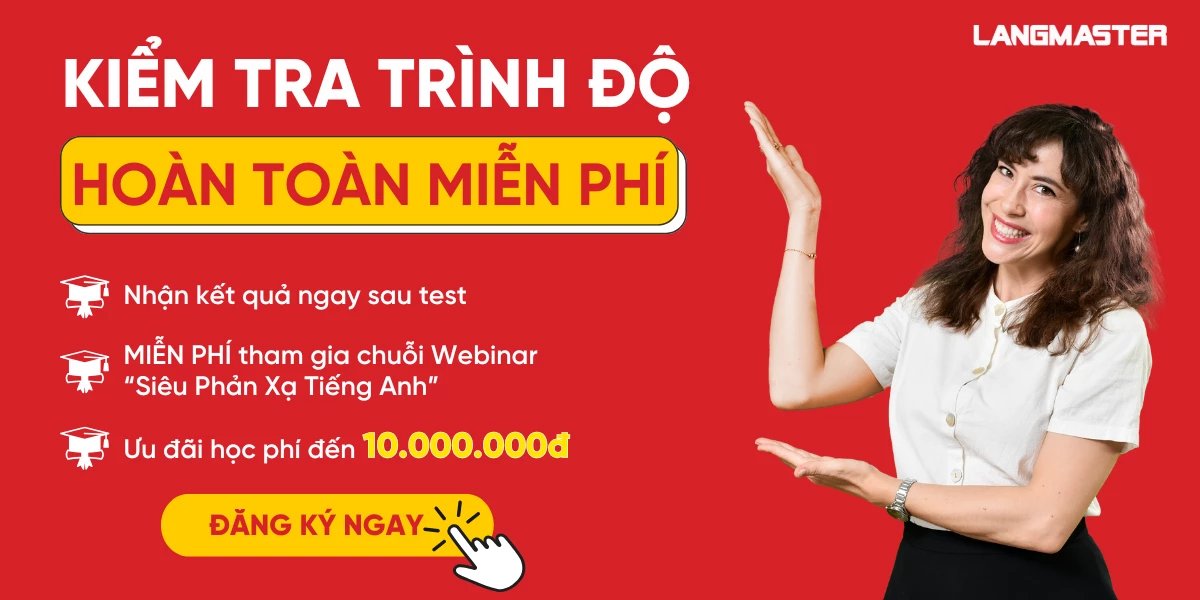 LANGMASTER
KIỂM TRA TRÌNH ĐỘ
HOÀN TOÀN MIỄN PHÍ
Nhận kết quả ngay sau test
MIỄN PHÍ tham gia chuỗi Webinar
“Siêu Phản Xạ Tiếng Anh”
Ưu đãi học phí đến 10.000.000đ
ĐĂNG KÝ NGAY